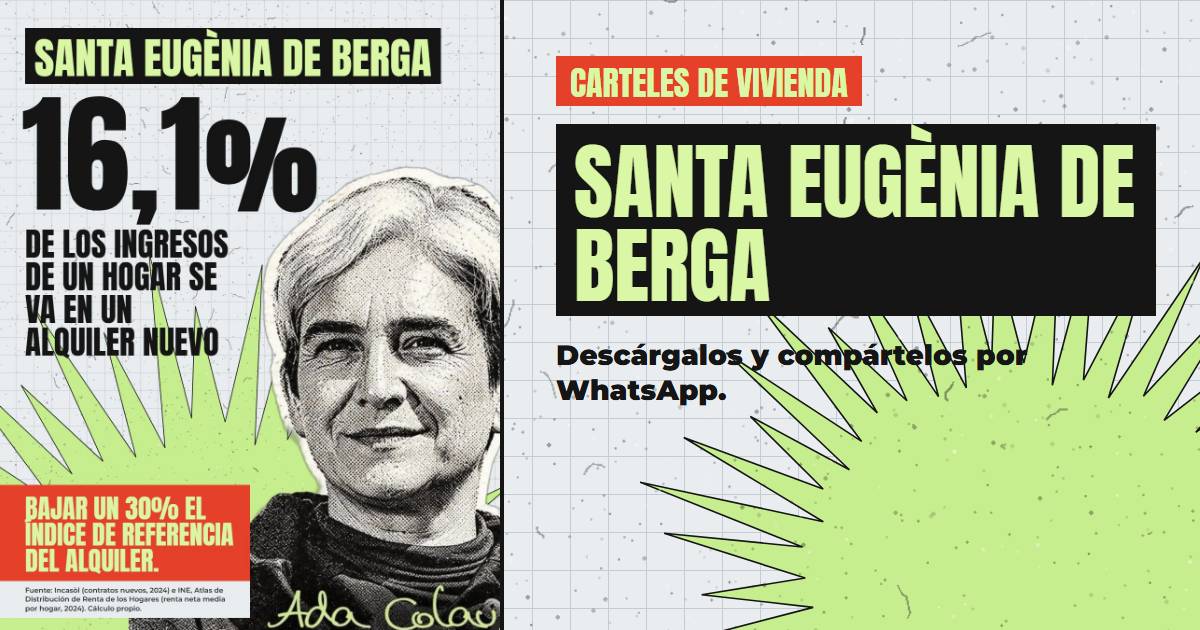 SANTA EUGÈNIA DE BERGA
16,1%
DE LOS INGRESOS
DE UN HOGAR SE
VA EN UN
ALQUILER NUEVO
BAJAR UN 30% EL
ÍNDICE DE REFERENCIA
DEL ALQUILER.
Fuente: Incasòl (contratos nuevos, 2024) e INE, Atlas de
Distribución de Renta de los Hogares (renta neta media
por hogar, 2024). Cálculo propio.
Ada Colau
CARTELES DE VIVIENDA
SANTA EUGÈNIA DE
BERGA
Descárgalos y compártelos por
WhatsApp.